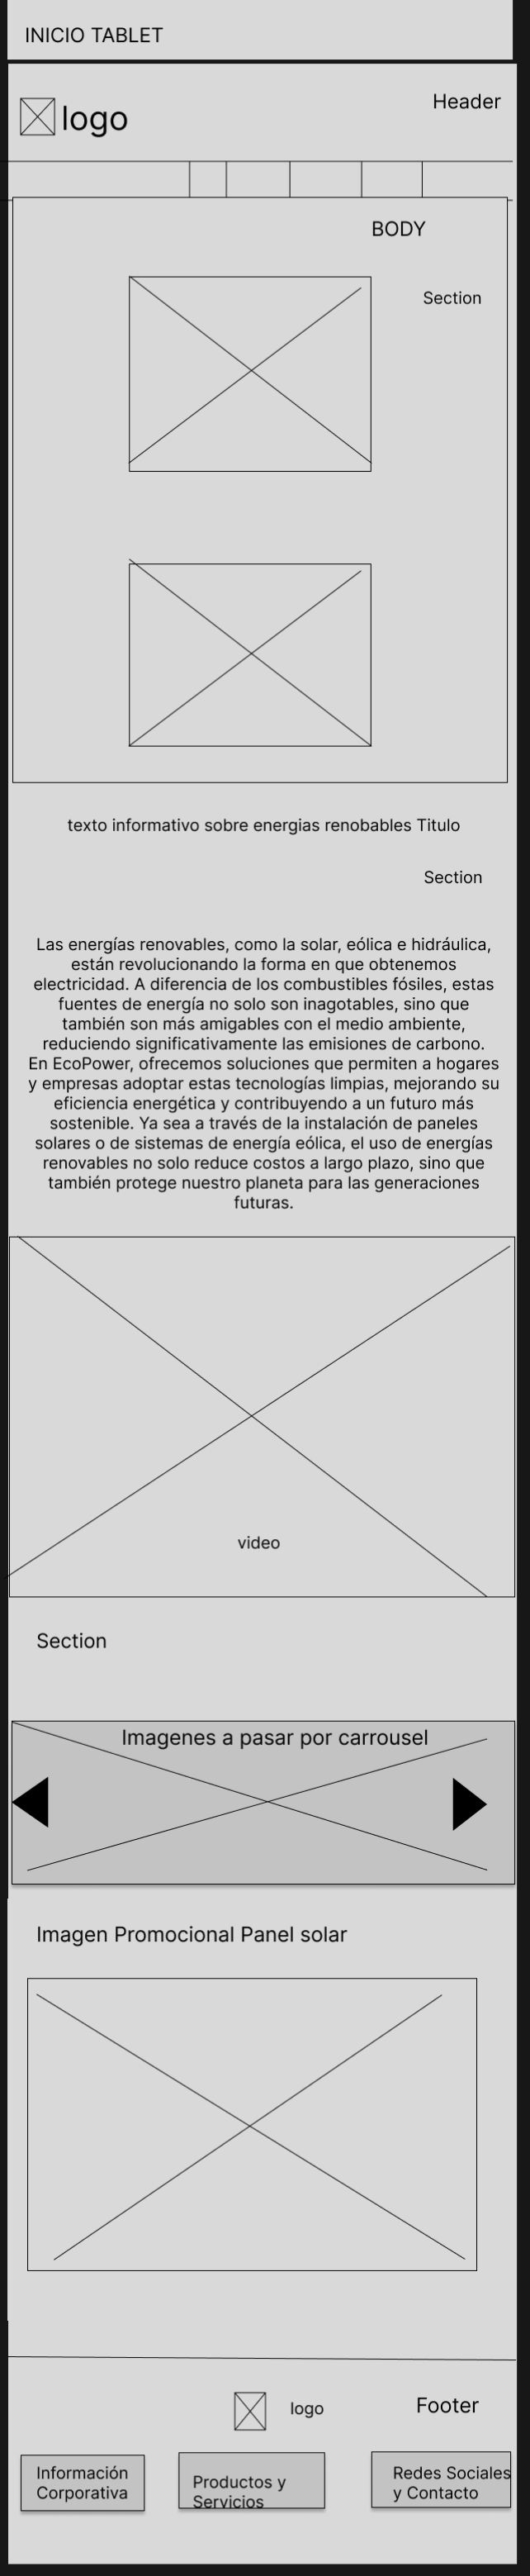 INICIO TABLET
Header
logo
BODY
Section
texto informativo sobre energias renobables Titulo
Section
Las energías renovables, como la solar, eólica e hidráulica,
están revolucionando la forma en que obtenemos
electricidad. A diferencia de los combustibles fósiles, estas
fuentes de energía no solo son inagotables, sino que
también son más amigables con el medio ambiente,
reduciendo significativamente las emisiones de carbono.
En EcoPower, ofrecemos soluciones que permiten a hogares
y empresas adoptar estas tecnologías limpias, mejorando su
eficiencia energética y contribuyendo a un futuro más
sostenible. Ya sea a través de la instalación de paneles
solares o de sistemas de energía eólica, el uso de energías
renovables no solo reduce costos a largo plazo, sino que
también protege nuestro planeta para las generaciones
futuras.
video
Section
Imagenes a pasar por carrousel
Imagen Promocional Panel solar
logo
Footer
Información
Corporativa
Productos y
Servicios
Redes Sociales
y Contacto